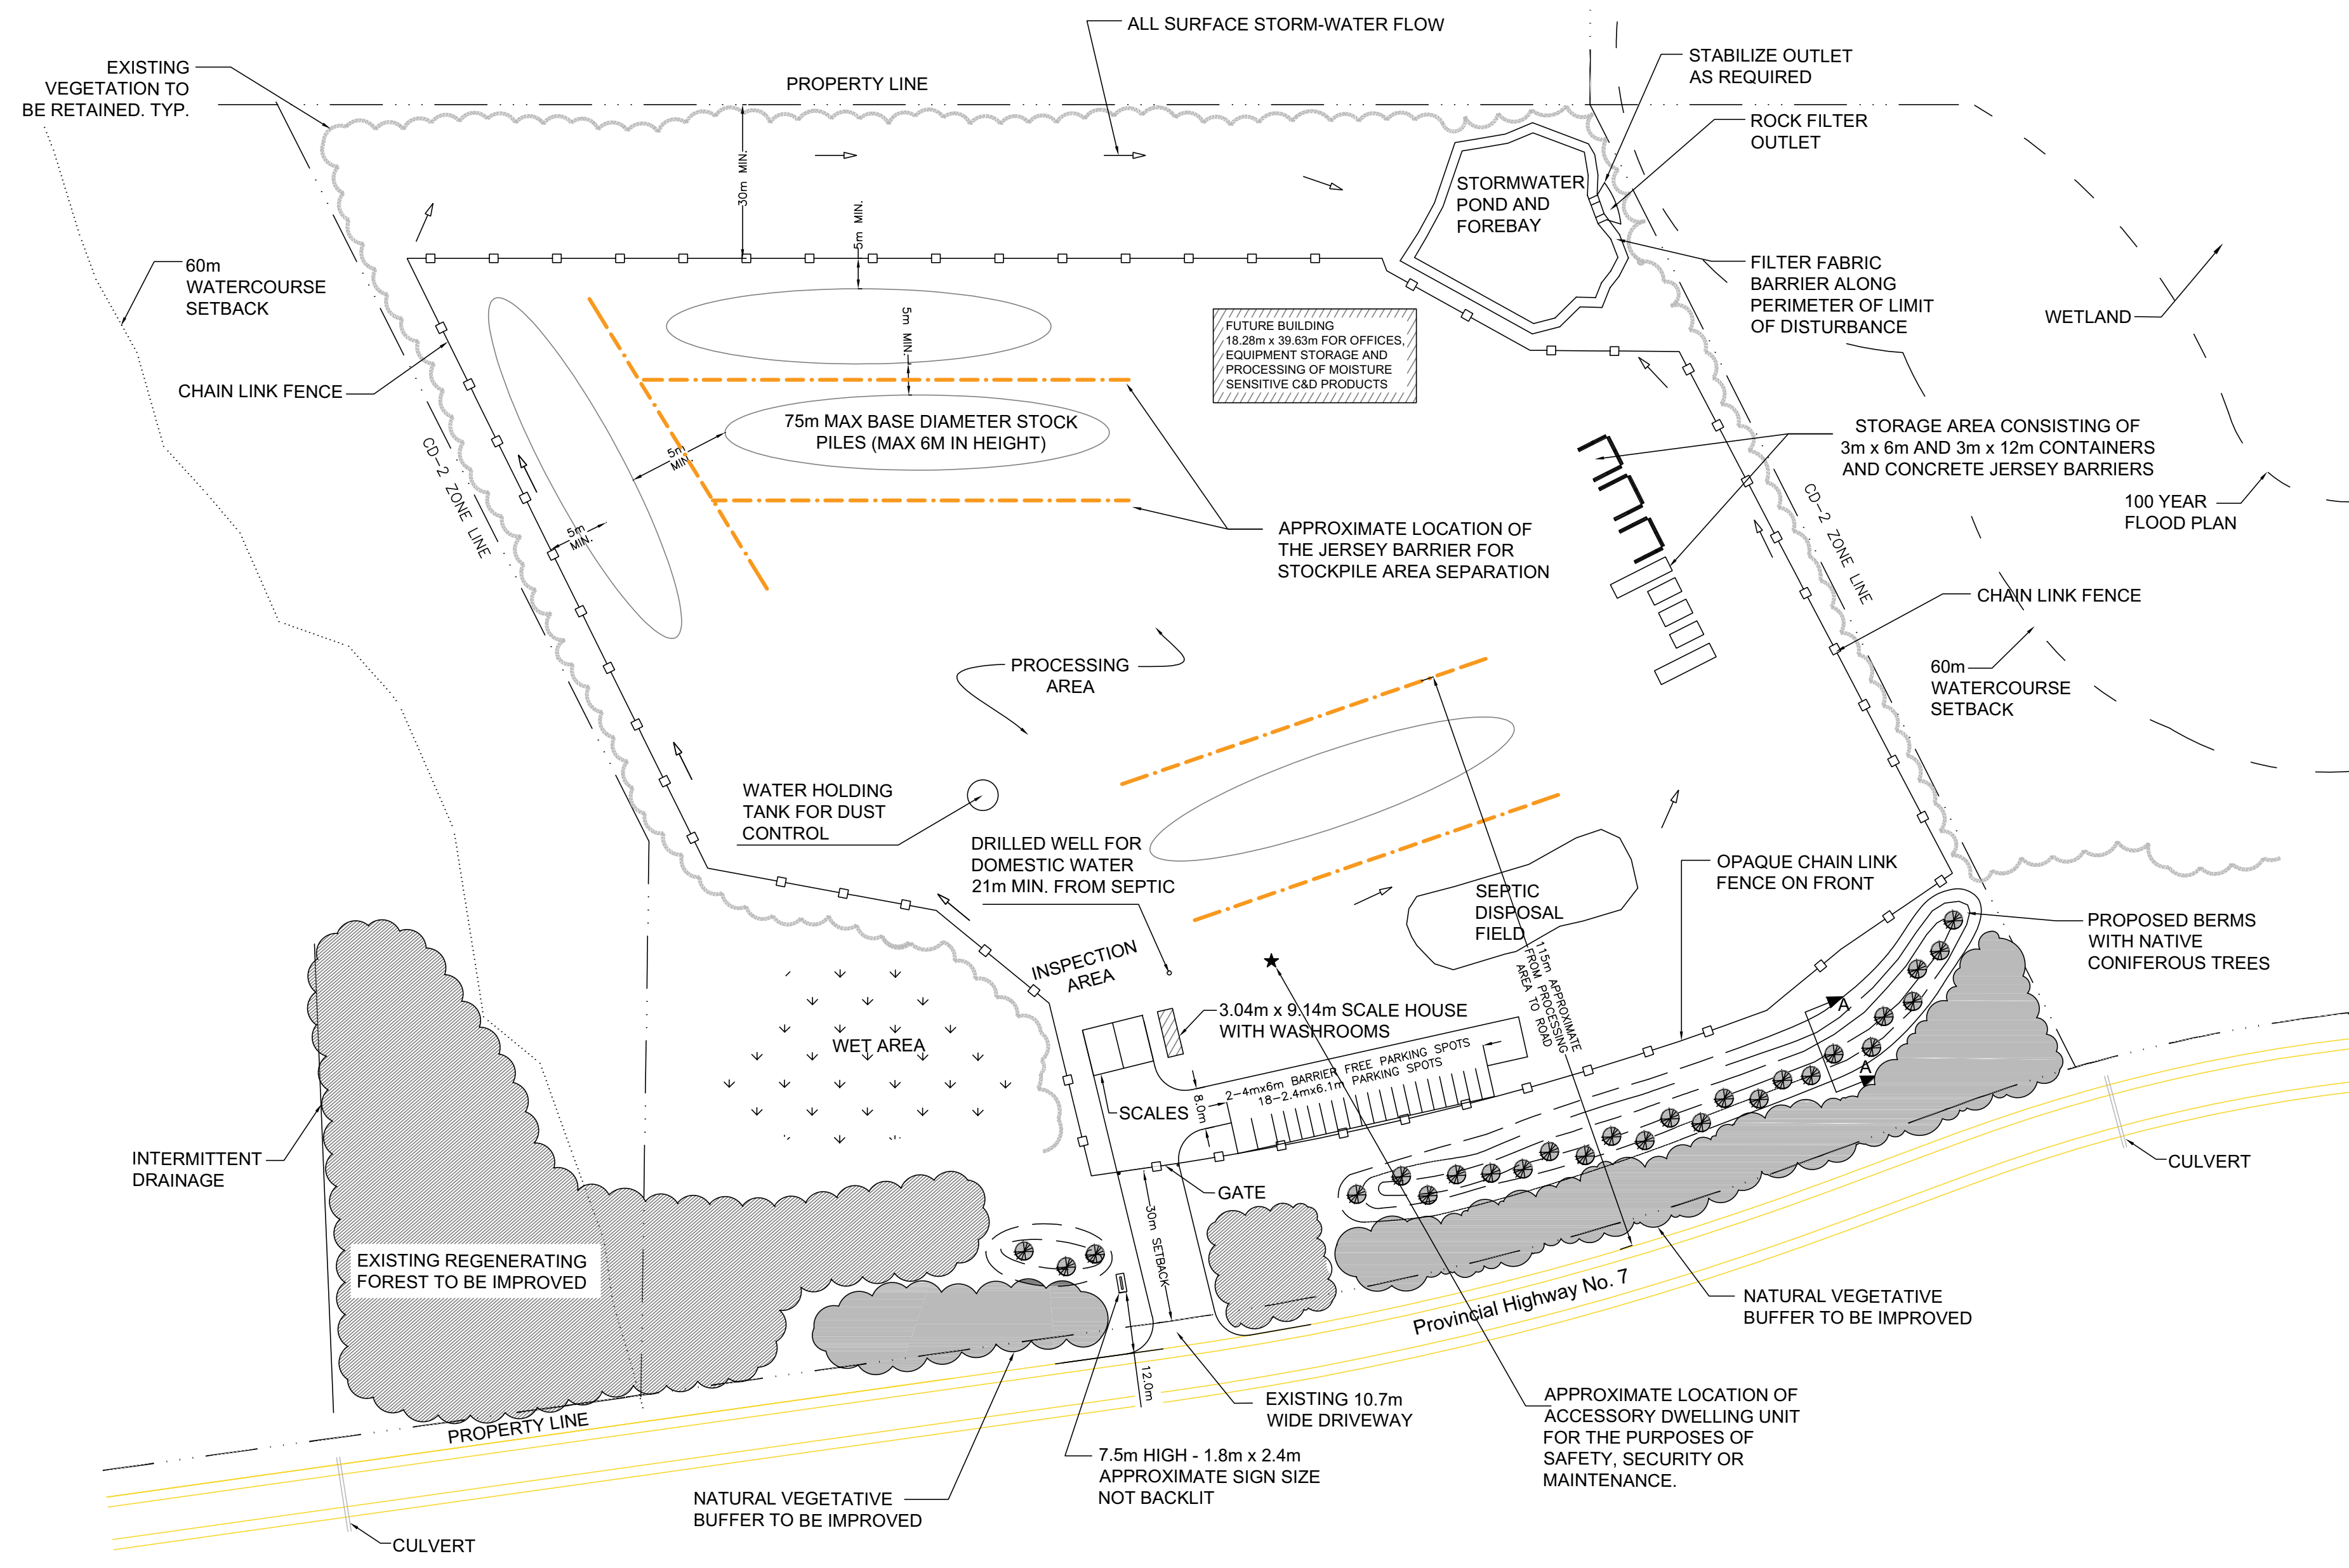 ALL SURFACE STORM-WATER FLOW
EXISTING
VEGETATION TO
BE RETAINED. TYP.
PROPERTY LINE
STABILIZE OUTLET
AS REQUIRED
ROCK FILTER
OUTLET
30m MIN.
STORMWATER
POND AND
FOREBAY
5m MIN.
60m
WATERCOURSE
SETBACK
FILTER FABRIC
BARRIER ALONG
PERIMETER OF LIMIT
OF DISTURBANCE
WETLAND
5m MIN.
FUTURE BUILDING
18.28m x 39.63m FOR OFFICES,
EQUIPMENT STORAGE AND
PROCESSING OF MOISTURE
SENSITIVE C&D PRODUCTS
CHAIN LINK FENCE
75m MAX BASE DIAMETER STOCK
PILES (MAX 6M IN HEIGHT)
STORAGE AREA CONSISTING OF
3m x 6m AND 3m x 12m CONTAINERS
AND CONCRETE JERSEY BARRIERS
CD-2 ZONE LINE
5m
MIN.
5m
MIN.
CD-2 ZONE LINE
100 YEAR
FLOOD PLAN
APPROXIMATE LOCATION OF
THE JERSEY BARRIER FOR
STOCKPILE AREA SEPARATION
CHAIN LINK FENCE
PROCESSING
AREA
60m
WATERCOURSE
SETBACK
WATER HOLDING
TANK FOR DUST
CONTROL
DRILLED WELL FOR
DOMESTIC WATER
21m MIN. FROM SEPTIC
OPAQUE CHAIN LINK
FENCE ON FRONT
SEPTIC
DISPOSAL
FIELD
PROPOSED BERMS
WITH NATIVE
CONIFEROUS TREES
INSPECTION
AREA
115m APPROXIMATE
FROM PROCESSING
AREA TO ROAD
3.04m x 9.14m SCALE HOUSE
WITH WASHROOMS
A
A
WET AREA
2-4mx6m BARRIER FREE PARKING SPOTS
18-2.4mx6.1m PARKING SPOTS
8.0m
SCALES
INTERMITTENT
DRAINAGE
CULVERT
GATE
30m SETBACK
EXISTING REGENERATING
FOREST TO BE IMPROVED
Provincial Highway No. 7
NATURAL VEGETATIVE
BUFFER TO BE IMPROVED
12.0m
EXISTING 10.7m
WIDE DRIVEWAY
APPROXIMATE LOCATION OF
ACCESSORY DWELLING UNIT
FOR THE PURPOSES OF
SAFETY, SECURITY OR
MAINTENANCE.
PROPERTY LINE
7.5m HIGH - 1.8m x 2.4m
APPROXIMATE SIGN SIZE
NOT BACKLIT
NATURAL VEGETATIVE
BUFFER TO BE IMPROVED
CULVERT